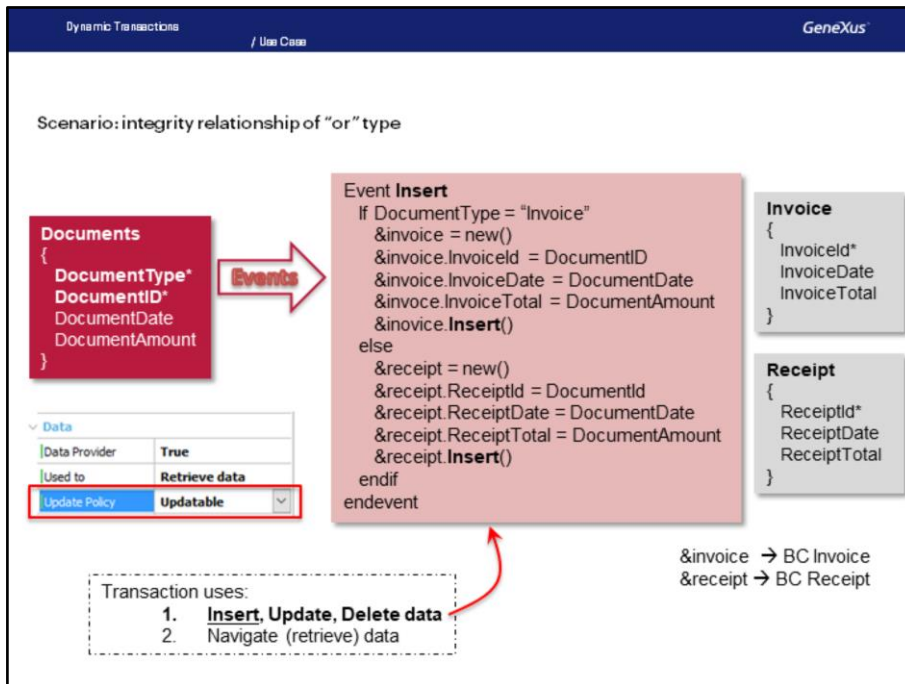 Dynamic Transactions
/ Use Case
GeneXus
Scenario: integrity relationship of “or” type
Documents
{
DocumentType*
DocumentID*
DocumentDate
DocumentAmount
}
Events
Event Insert
If DocumentType = “Invoice”
&invoice = new()
&invoice.InvoiceId = DocumentID
&invoice.InvoiceDate = DocumentDate
&invoce.InvoiceTotal = DocumentAmount
&inovice.Insert()
else
&receipt = new()
&receipt.ReceiptId = DocumentId
&receipt.ReceiptDate = DocumentDate
&receipt.ReceiptTotal = DocumentAmount
&receipt.Insert()
endif
endevent
Invoice
{
InvoiceId*
InvoiceDate
InvoiceTotal
}
Receipt
{
ReceiptId*
ReceiptDate
ReceiptTotal
}
Data
Data Provider True
Used to Retrieve data
Update Policy Updatable
&invoice → BC Invoice
&receipt → BC Receipt
Transaction uses:
1. Insert, Update, Delete data
2. Navigate (retrieve) data